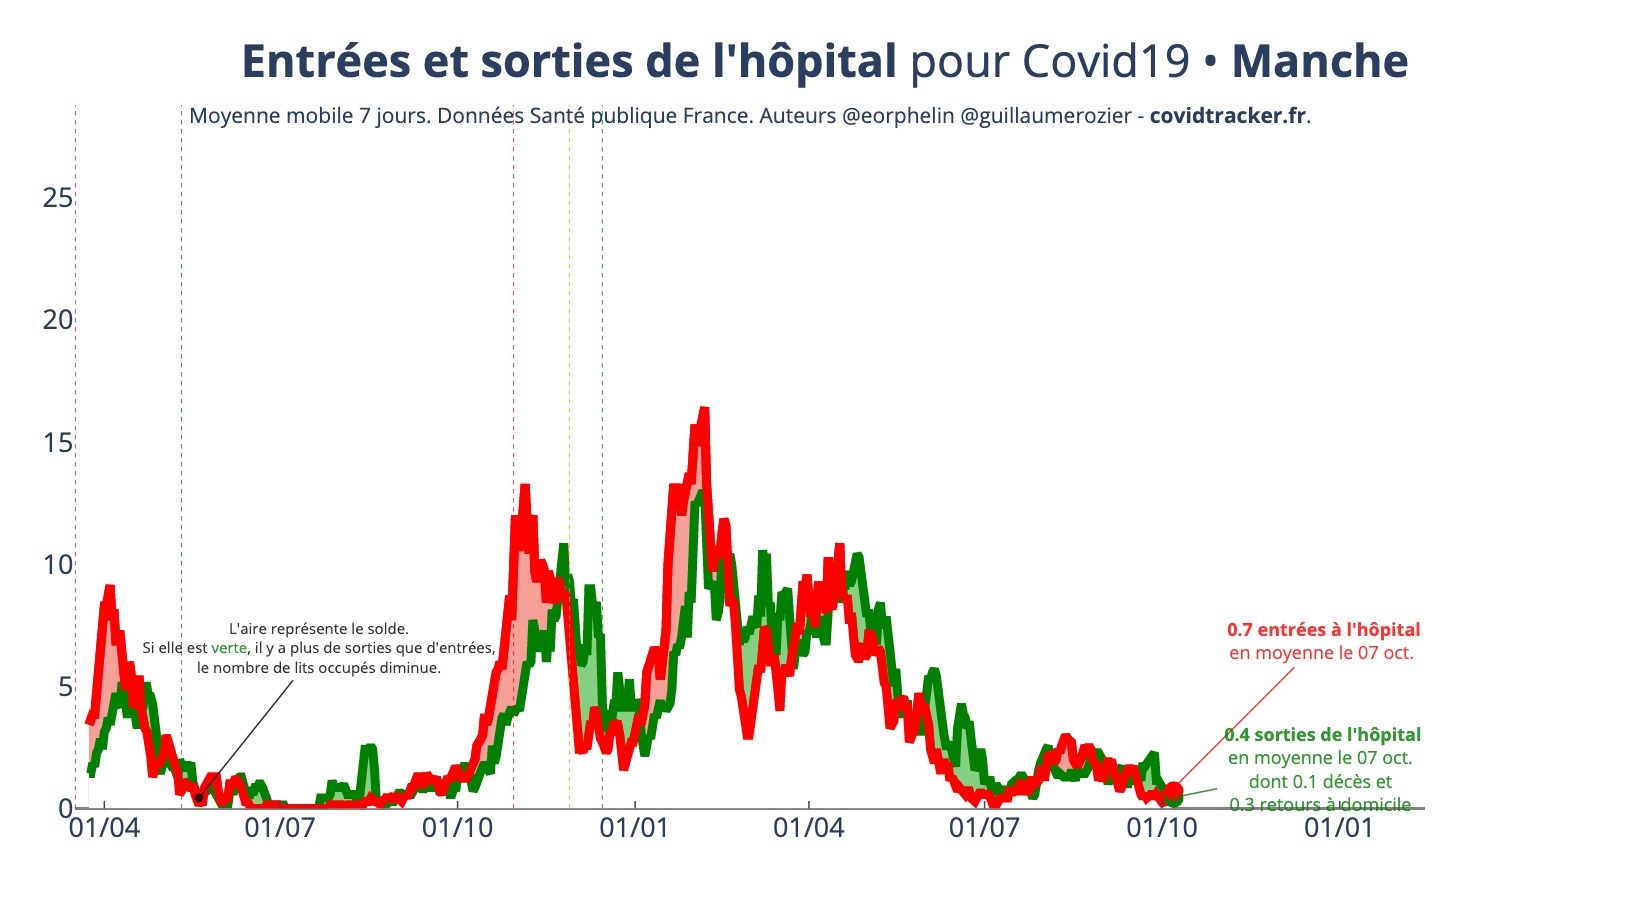 Entrées et sorties de l'hôpital pour Covid19 • Manche
Moyenne mobile 7 jours. Données Santé publique France. Auteurs @eorphelin @guillaumerozier - covidtracker.fr.
25
20
15
10
5
0
L'aire représente le solde.
Si elle est verte, il y a plus de sorties que d'entrées,
le nombre de lits occupés diminue.
0.7 entrées à l'hôpital
en moyenne le 07 oct.
0.4 sorties de l'hôpital
en moyenne le 07 oct.
dont 0.1 décès et
0.3 retours à domicile
01/04 01/07 01/10 01/01 01/04 01/07 01/10 01/01